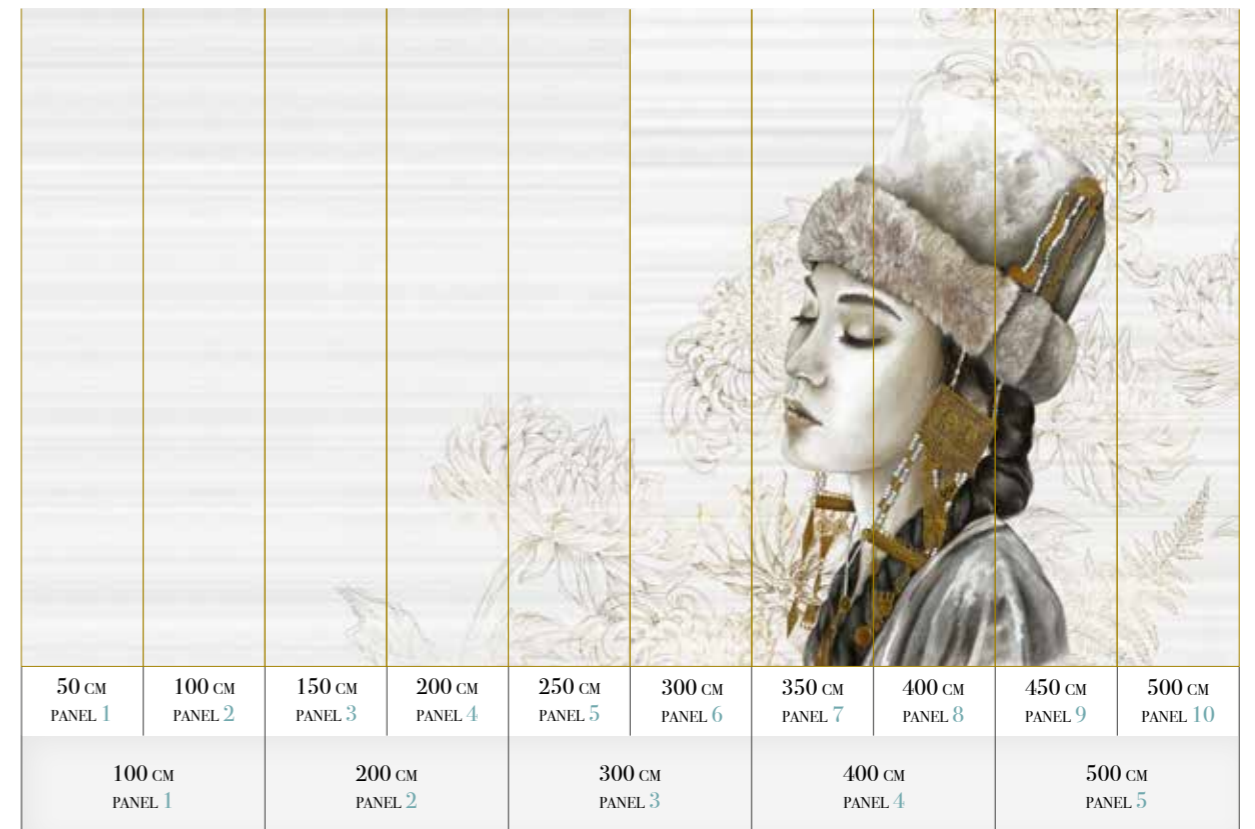 50 CM
PANEL 1
100 CM
PANEL 2
150 CM
PANEL 3
200 CM
PANEL 4
250 CM
PANEL 5
300 CM
PANEL 6
350 CM
PANEL 7
400 CM
PANEL 8
450 CM
PANEL 9
500 CM
PANEL 10
100 CM
PANEL 1
200 CM
PANEL 2
300 CM
PANEL 3
400 CM
PANEL 4
500 CM
PANEL 5